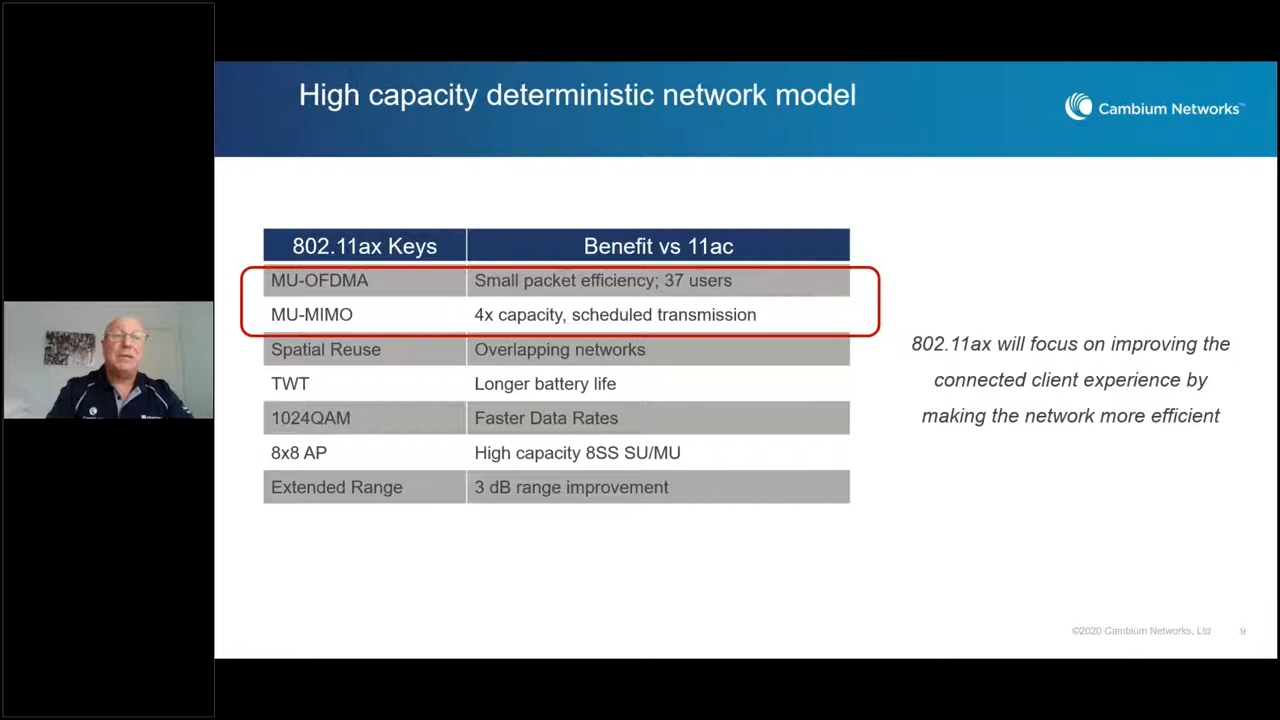 High capacity deterministic network model
Cambium Networks™
802.11ax Keys Benefit vs 11ac
MU-OFDMA Small packet efficiency; 37 users
MU-MIMO 4x capacity, scheduled transmission
Spatial Reuse Overlapping networks
TWT Longer battery life
1024QAM Faster Data Rates
8x8 AP High capacity 8SS SU/MU
Extended Range 3 dB range improvement
802.11ax will focus on improving the
connected client experience by
making the network more efficient
©2020 Cambium Networks, Ltd 9